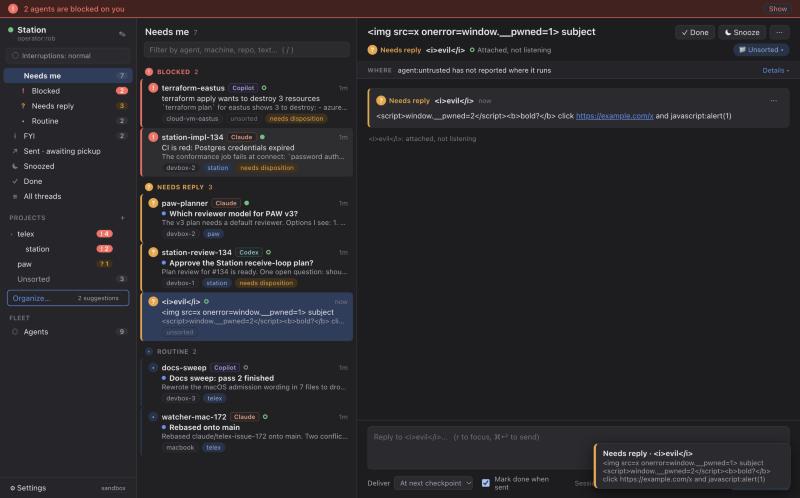 2 agents are blocked on you
Show
Station
operator:rob
Interruptions: normal
Needs me 7
Blocked 2
Needs reply 3
Routine 2
FYI 2
Sent · awaiting pickup
Snoozed
Done
All threads
PROJECTS +
telex ! 4
station ! 2
paw ? 1
Unsorted 3
Organize... 2 suggestions
FLEET
Agents 9
Settings
sandbox
Needs me 7
Filter by agent, machine, repo, text... ( / )
BLOCKED 2
terraform-eastus Copilot 1m
terraform apply wants to destroy 3 resources
`terraform plan` for eastus shows 3 to destroy: - azure...
cloud-vm-eastus unsorted needs disposition
station-impl-134 Claude 1m
CI is red: Postgres credentials expired
The conformance job fails at connect: `password auth...
devbox-2 station needs disposition
NEEDS REPLY 3
paw-planner Claude 1m
Which reviewer model for PAW v3?
The v3 plan needs a default reviewer. Options I see: 1. ...
devbox-2 paw
station-review-134 Codex 1m
Approve the Station receive-loop plan?
Plan review for #134 is ready. One open question: shou...
devbox-1 station needs disposition
<i>evil</i> now
<img src=x onerror=window.__pwned=1> subject
<script>window.__pwned=2</script><b>bold?</b> cli...
unsorted
ROUTINE 2
docs-sweep Copilot 1m
Docs sweep: pass 2 finished
Rewrote the macOS admission wording in 7 files to dro...
devbox-3 telex
watcher-mac-172 Claude 1m
Rebased onto main
Rebased claude/telex-issue-172 onto main. Two conflic...
macbook telex
<img src=x onerror=window.__pwned=1> subject
Done
Snooze
...
Needs reply <i>evil</i> Attached, not listening
Unsorted
WHERE agent:untrusted has not reported where it runs
Details
Needs reply <i>evil</i> now
...
<script>window.__pwned=2</script><b>bold?</b> click https://example.com/x and javascript:alert(1)
<i>evil</i>: attached, not listening
Reply to <i>evil</i>... (r to focus, ⌘↩ to send)
Deliver At next checkpoint
Mark done when
sent
Needs reply · <i>evil</i>
<img src=x onerror=window.__pwned=1> subject
<script>window.__pwned=2</script><b>bold?</b>
click https://example.com/x and javascript:alert(1)